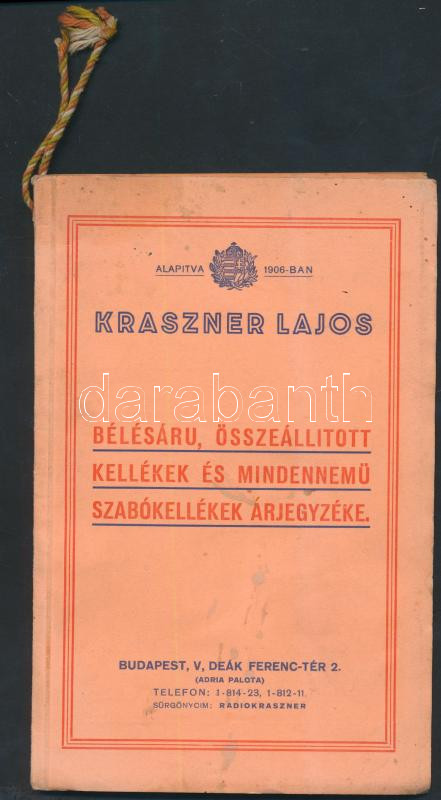 ALAPITVA 1906-BAN
KRASZNER LAJOS
darabanth
BÉLÉSÁRU, ÖSSZEÁLLITOTT
KELLÉKEK ÉS MINDENNEMÜ
SZABÓKELLÉKEK ÁRJEGYZÉKE.
BUDAPEST, V, DEÁK FERENC-TÉR 2.
(ADRIA PALOTA)
TELEFON: 1-814-23, 1-812-11
SÜRGÖNYCIM: RADIOKRASZNER